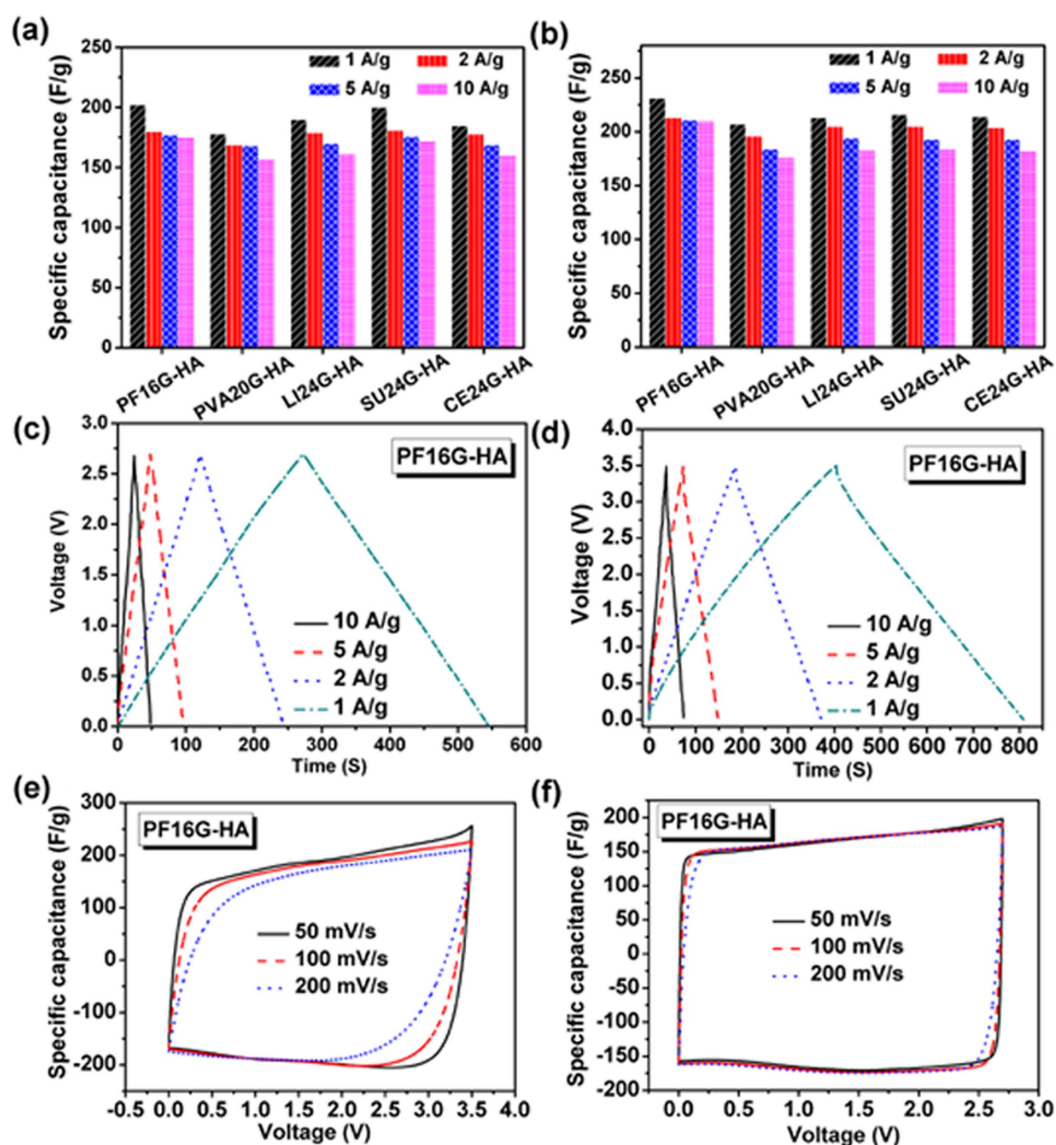 (a)
250
200
150
100
50
0
Specific capacitance (F/g)
1 A/g 2 A/g
5 A/g 10 A/g
PF16G-HA PVA20G-HA LI24G-HA SU24G-HA CE24G-HA
(b)
250
200
150
100
50
0
Specific capacitance (F/g)
1 A/g 2 A/g
5 A/g 10 A/g
PF16G-HA PVA20G-HA LI24G-HA SU24G-HA CE24G-HA
(c)
3.0
2.5
2.0
1.5
1.0
0.5
0.0
Voltage (V)
PF16G-HA
10 A/g
5 A/g
2 A/g
1 A/g
0 100 200 300 400 500 600
Time (S)
(d)
4.0
3.5
3.0
2.5
2.0
1.5
1.0
0.5
0.0
Voltage (V)
PF16G-HA
10 A/g
5 A/g
2 A/g
1 A/g
0 100 200 300 400 500 600 700 800
Time (S)
(e)
300
200
100
0
-100
-200
Specific capacitance (F/g)
PF16G-HA
50 mV/s
100 mV/s
200 mV/s
-0.5 0.0 0.5 1.0 1.5 2.0 2.5 3.0 3.5 4.0
Voltage (V)
(f)
200
150
100
50
0
-50
-100
-150
-200
Specific capacitance (F/g)
PF16G-HA
50 mV/s
100 mV/s
200 mV/s
0.0 0.5 1.0 1.5 2.0 2.5 3.0
Voltage (V)